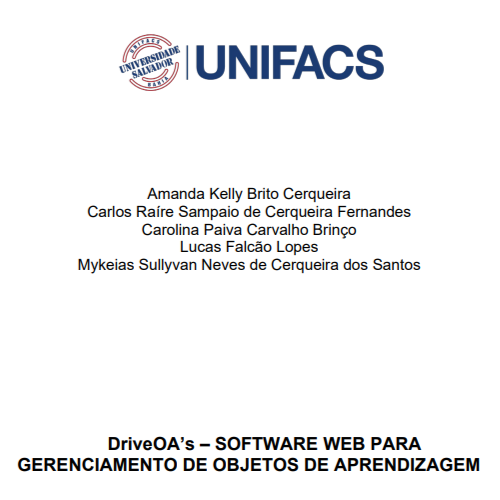 UNIFACS
UNIVERSIDADE
SALVADOR
BAHIA
UNIFACS
Amanda Kelly Brito Cerqueira
Carlos Raíre Sampaio de Cerqueira Fernandes
Carolina Paiva Carvalho Brinço
Lucas Falcão Lopes
Mykeias Sullyvan Neves de Cerqueira dos Santos
DriveOA’s – SOFTWARE WEB PARA
GERENCIAMENTO DE OBJETOS DE APRENDIZAGEM